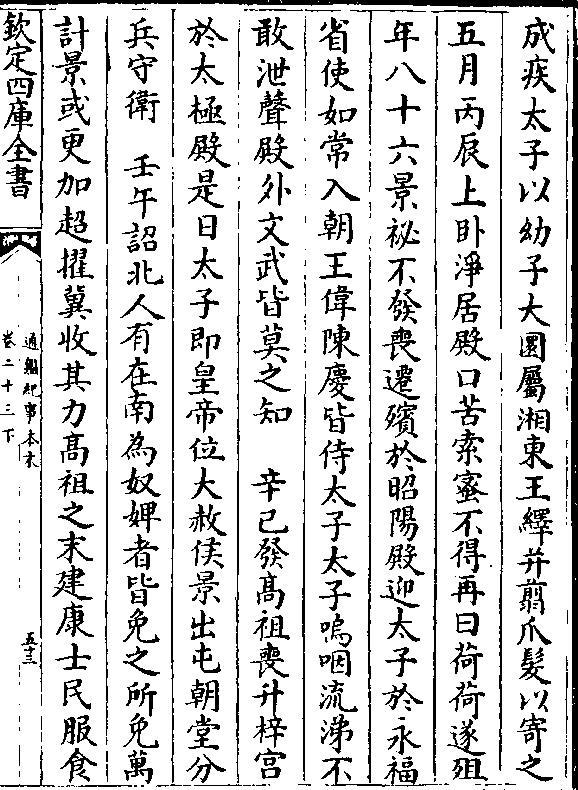 成疾太子以幼子大圜屬湘東王繹并翦爪髮以寄之
五月丙辰上臥淨居殿口苦索蜜不得再曰荷荷遂殂
年八十六景祕不發喪遷殯於昭陽殿迎太子於永福
省使如常入朝王偉陳慶皆侍太子太子嗚咽流涕不
敢泄聲殿外文武皆莫之知　辛已發高祖喪升梓宮
於太極殿是日太子即皇帝位大赦侯景出屯朝堂分
兵守衛　壬午詔北人有在南為奴婢者皆免之所免萬
計景或更加超擢冀收其力高祖之末建康士民服食
欽定四庫全書
通鑑紀事本末
卷二十三下
五十三